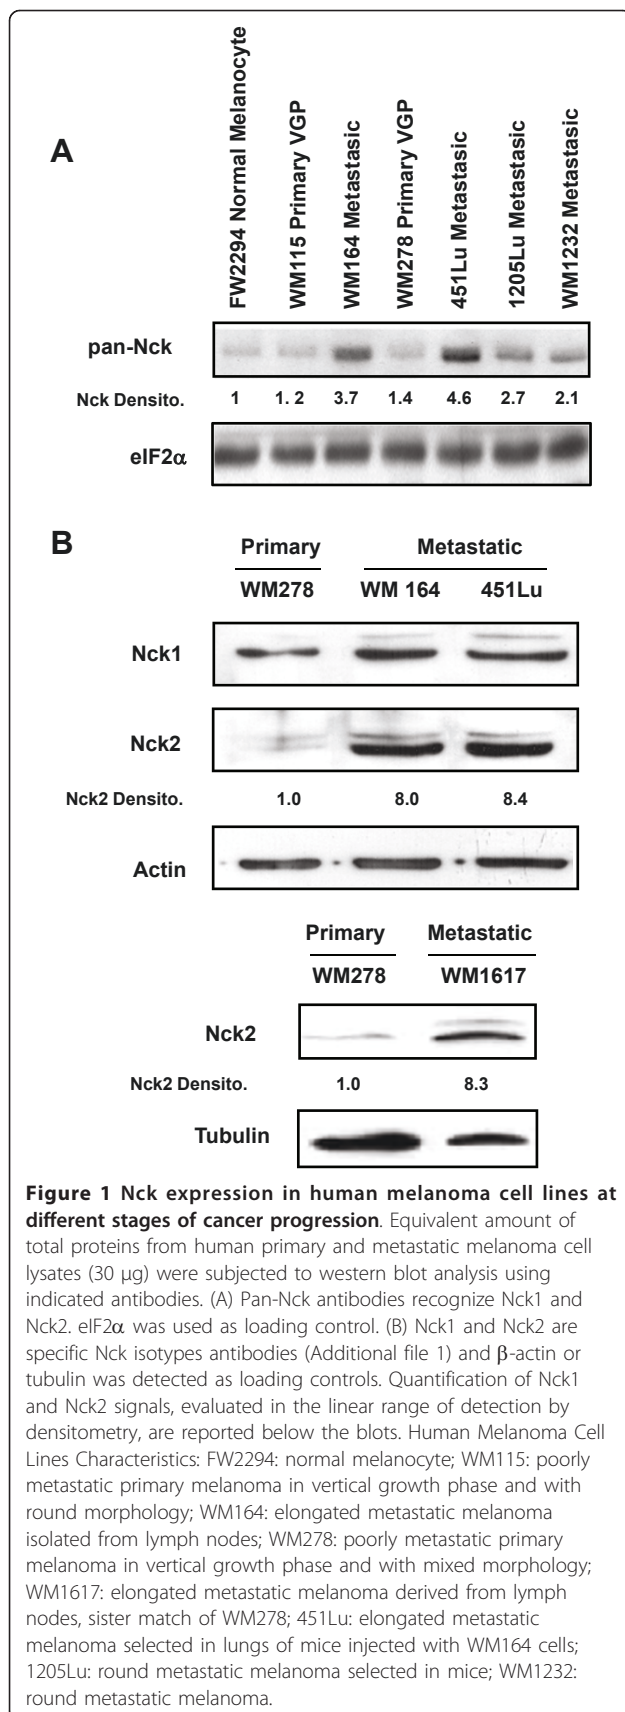 A
FW2294 Normal Melanocyte
WM115 Primary VGP
WM164 Metastasic
WM278 Primary VGP
451Lu Metastasic
1205Lu Metastasic
WM1232 Metastasic
pan-Nck
Nck Densito. 1 1. 2 3.7 1.4 4.6 2.7 2.1
eIF2α
B
Primary Metastatic
WM278 WM 164 451Lu
Nck1
Nck2
Nck2 Densito. 1.0 8.0 8.4
Actin
Primary Metastatic
WM278 WM1617
Nck2
Nck2 Densito. 1.0 8.3
Tubulin
Figure 1 Nck expression in human melanoma cell lines at
different stages of cancer progression. Equivalent amount of
total proteins from human primary and metastatic melanoma cell
lysates (30 μg) were subjected to western blot analysis using
indicated antibodies. (A) Pan-Nck antibodies recognize Nck1 and
Nck2. eIF2α was used as loading control. (B) Nck1 and Nck2 are
specific Nck isotypes antibodies (Additional file 1) and β-actin or
tubulin was detected as loading controls. Quantification of Nck1
and Nck2 signals, evaluated in the linear range of detection by
densitometry, are reported below the blots. Human Melanoma Cell
Lines Characteristics: FW2294: normal melanocyte; WM115: poorly
metastatic primary melanoma in vertical growth phase and with
round morphology; WM164: elongated metastatic melanoma
isolated from lymph nodes; WM278: poorly metastatic primary
melanoma in vertical growth phase and with mixed morphology;
WM1617: elongated metastatic melanoma derived from lymph
nodes, sister match of WM278; 451Lu: elongated metastatic
melanoma selected in lungs of mice injected with WM164 cells;
1205Lu: round metastatic melanoma selected in mice; WM1232:
round metastatic melanoma.